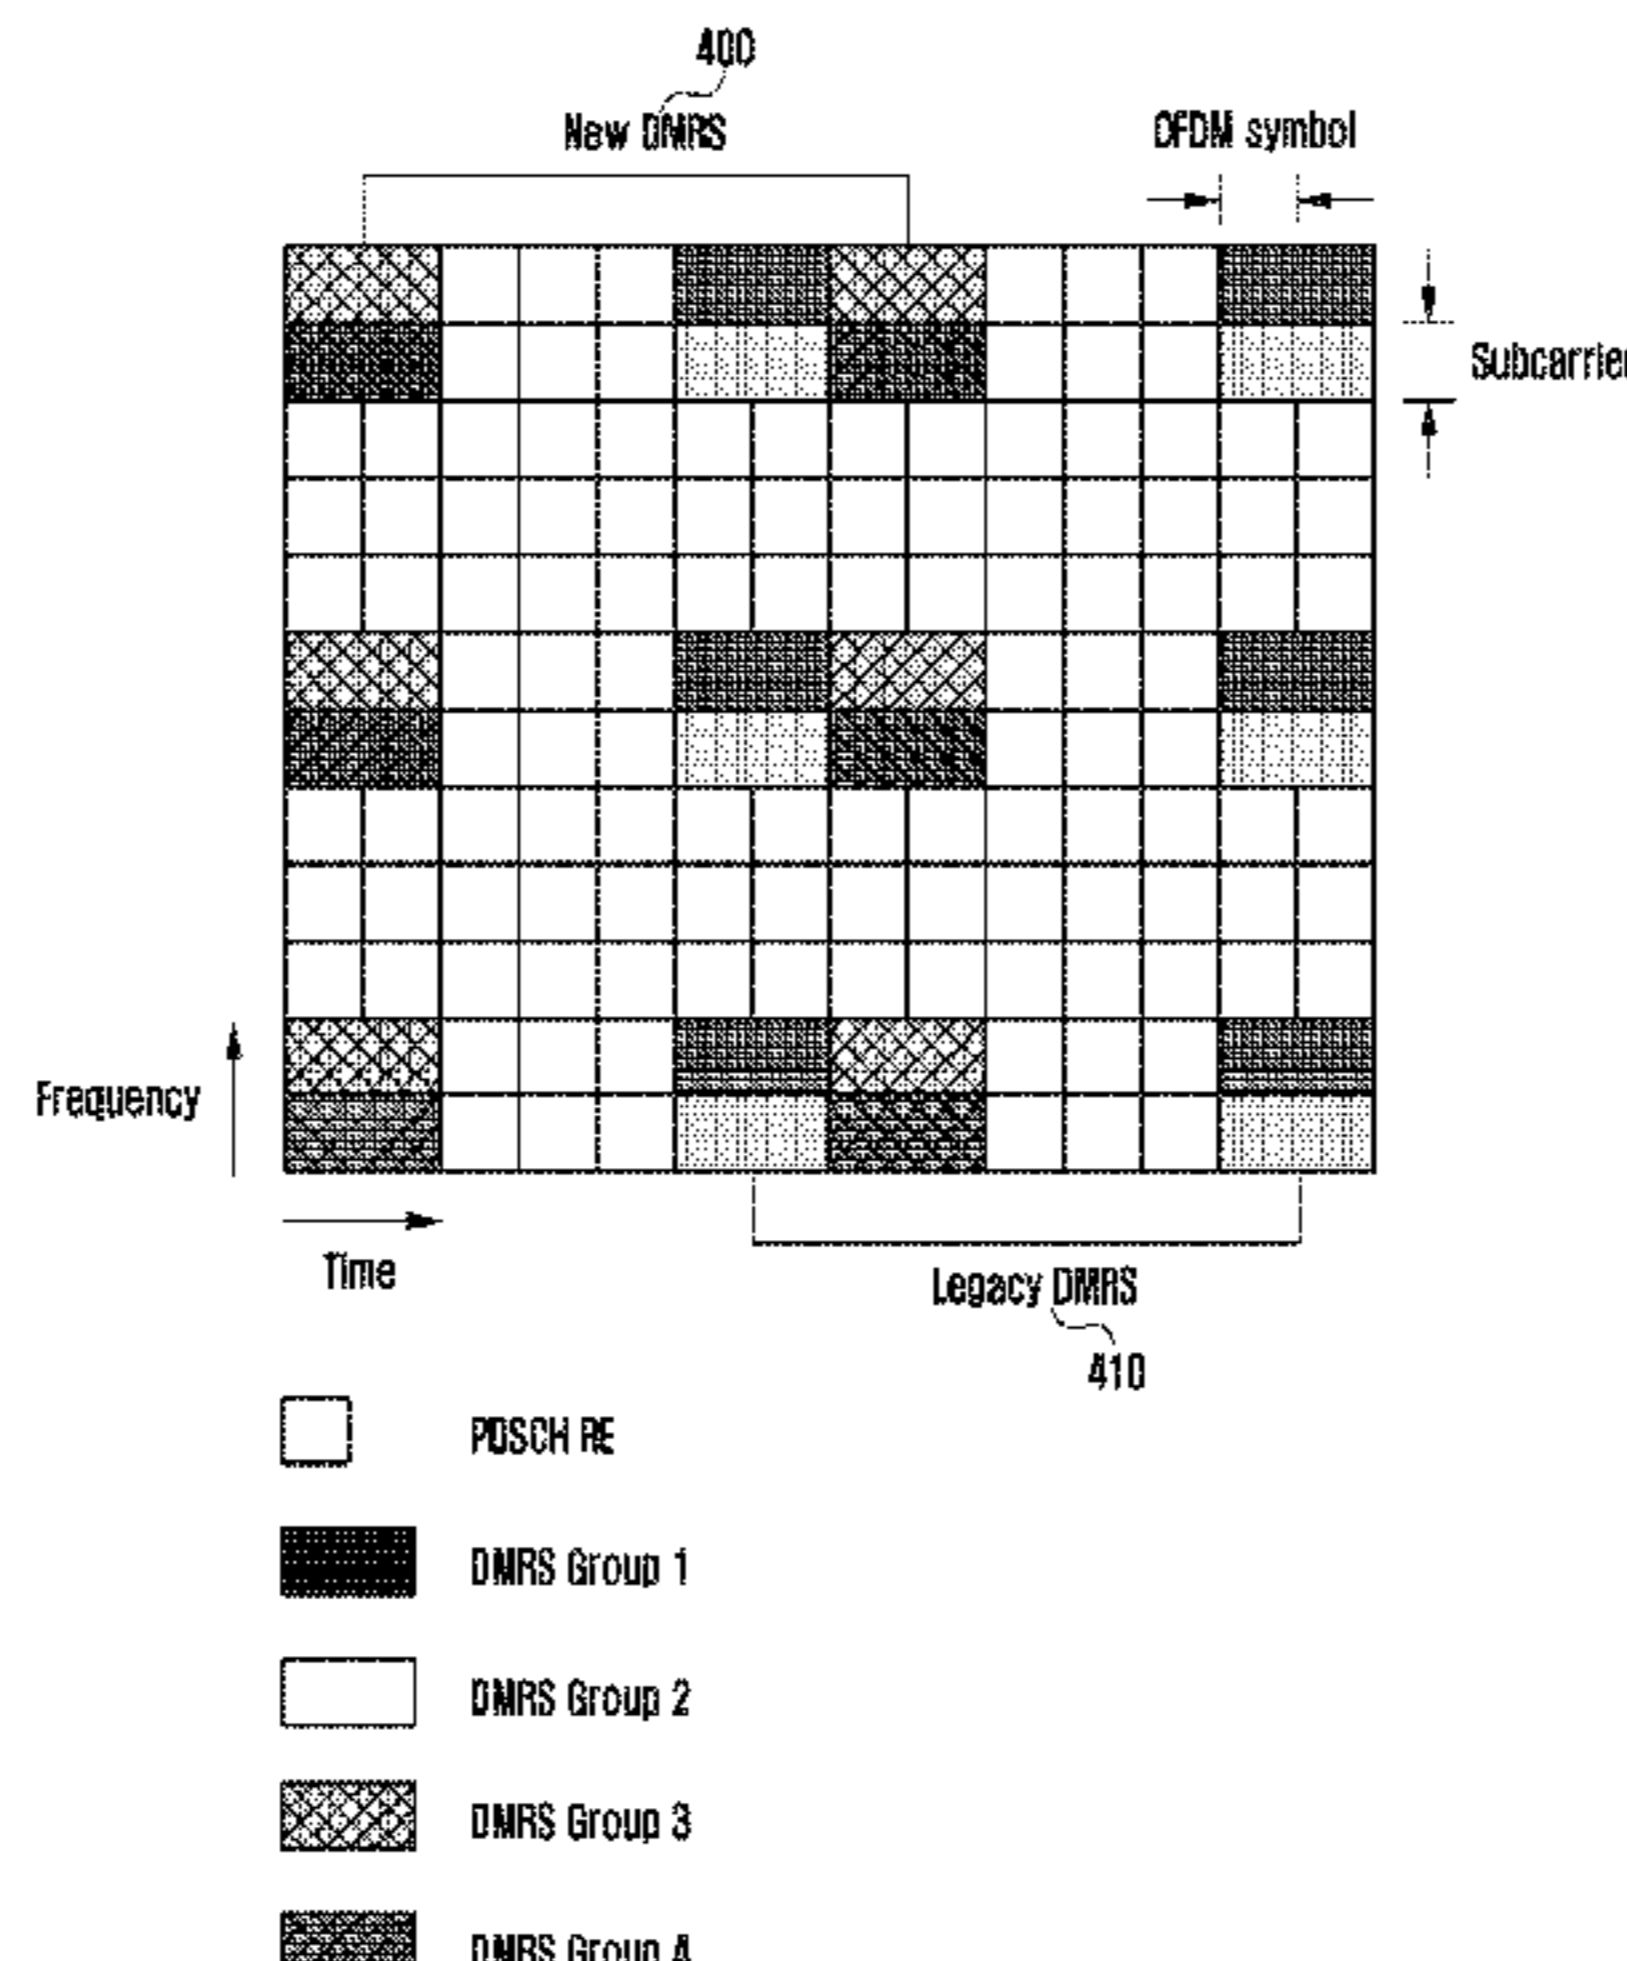 400
New DMRS
OFDM symbol
Subcarrier
Frequency
Time
Legacy DMRS
410
PDSCH RE
DMRS Group 1
DMRS Group 2
DMRS Group 3
DMRS Group 4